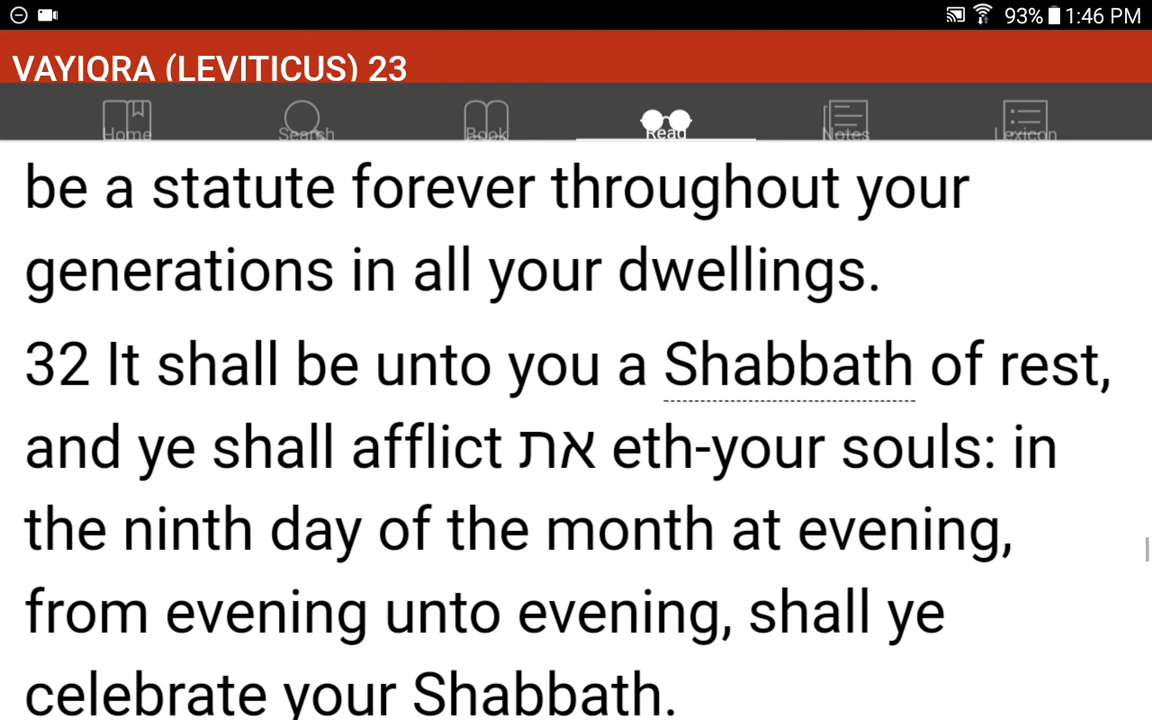 93% 1:46 PM
VAYIQRA (LEVITICUS) 23
Home Search Book Read Notes Lexicon
be a statute forever throughout your
generations in all your dwellings.
32 It shall be unto you a Shabbath of rest,
and ye shall afflict את eth-your souls: in
the ninth day of the month at evening,
from evening unto evening, shall ye
celebrate your Shabbath.